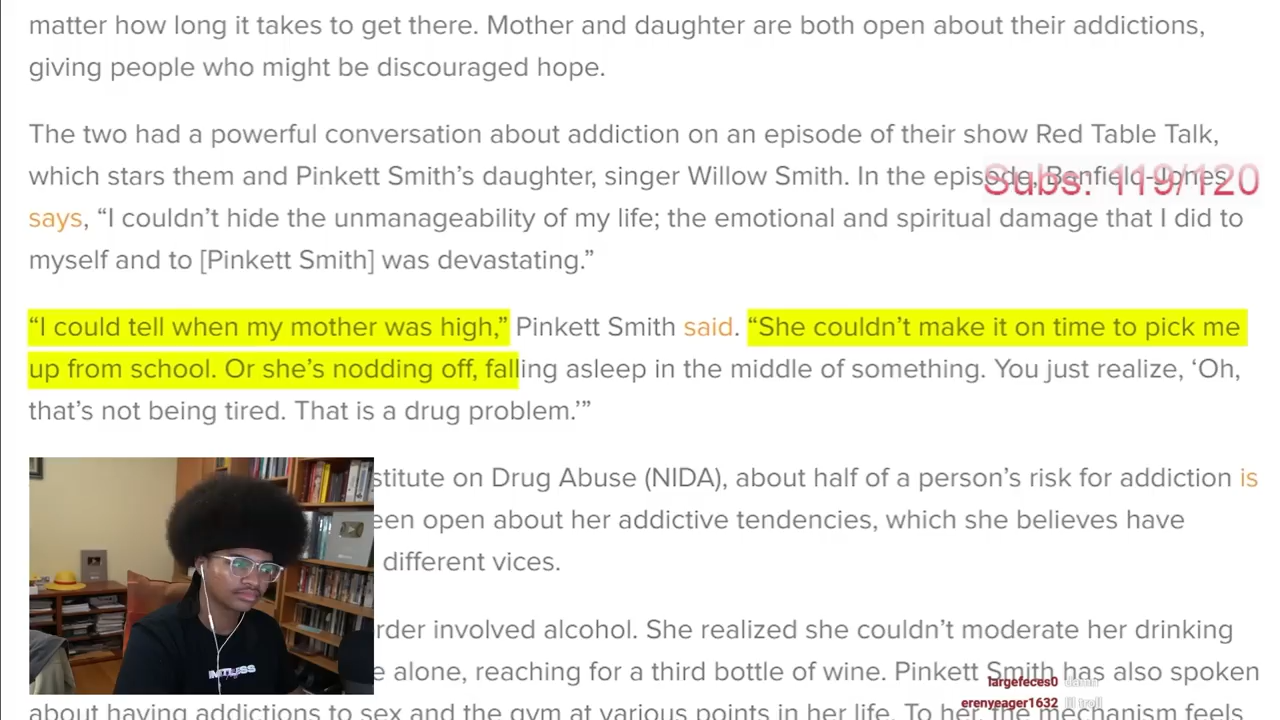 matter how long it takes to get there. Mother and daughter are both open about their addictions,
giving people who might be discouraged hope.
The two had a powerful conversation about addiction on an episode of their show Red Table Talk,
which stars them and Pinkett Smith’s daughter, singer Willow Smith. In the episode, Banfield-Jones
Subs: 119/120
says, “I couldn’t hide the unmanageability of my life; the emotional and spiritual damage that I did to
myself and to [Pinkett Smith] was devastating.”
“I could tell when my mother was high,” Pinkett Smith said. “She couldn’t make it on time to pick me
up from school. Or she’s nodding off, falling asleep in the middle of something. You just realize, ‘Oh,
that’s not being tired. That is a drug problem.’”
stitute on Drug Abuse (NIDA), about half of a person’s risk for addiction is
een open about her addictive tendencies, which she believes have
different vices.
rder involved alcohol. She realized she couldn’t moderate her drinking
e alone, reaching for a third bottle of wine. Pinkett Smith has also spoken
about having addictions to sex and the gym at various points in her life. To her, the mechanism feels
largefeces0 damn
erenyeager1632 lil troll